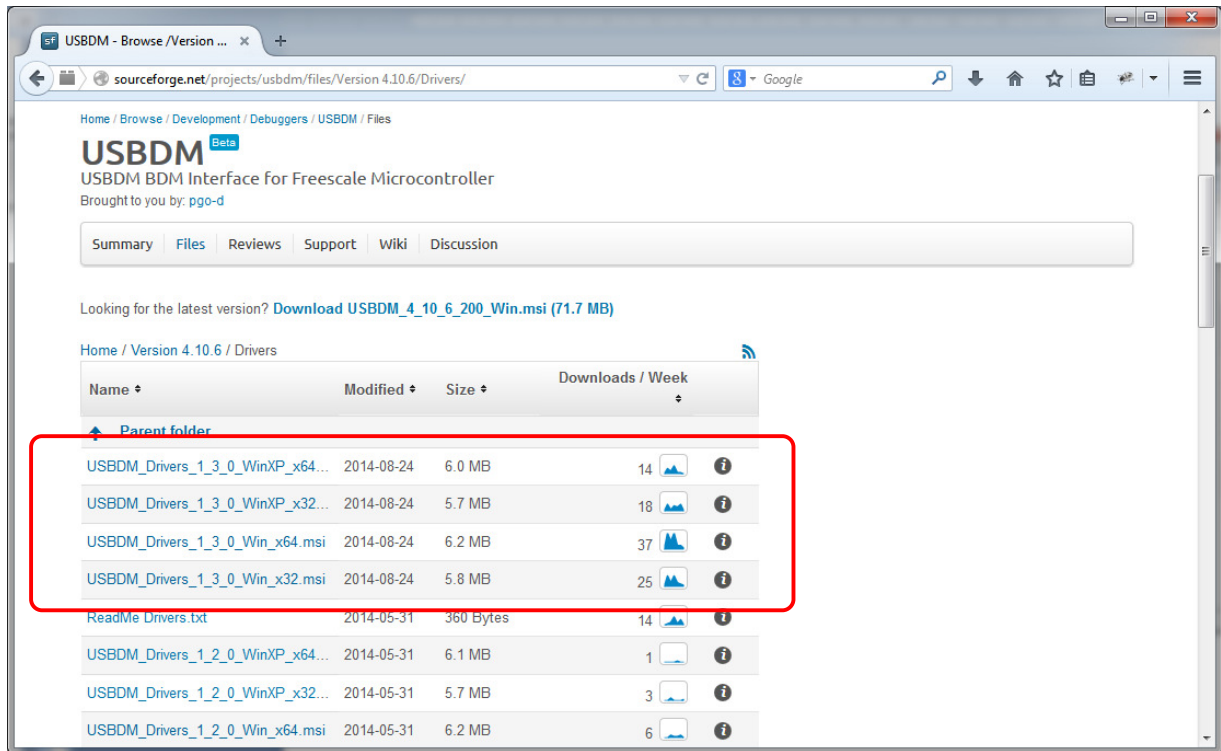 USBDM - Browse /Version ...
sourceforge.net/projects/usbdm/files/Version 4.10.6/Drivers/
Google
Home / Browse / Development / Debuggers / USBDM / Files
USBDM Beta
USBDM BDM Interface for Freescale Microcontroller
Brought to you by: pgo-d
Summary Files Reviews Support Wiki Discussion
Looking for the latest version? Download USBDM_4_10_6_200_Win.msi (71.7 MB)
Home / Version 4.10.6 / Drivers
Name Modified Size Downloads / Week
Parent folder
USBDM_Drivers_1_3_0_WinXP_x64... 2014-08-24 6.0 MB 14
USBDM_Drivers_1_3_0_WinXP_x32... 2014-08-24 5.7 MB 18
USBDM_Drivers_1_3_0_Win_x64.msi 2014-08-24 6.2 MB 37
USBDM_Drivers_1_3_0_Win_x32.msi 2014-08-24 5.8 MB 25
ReadMe Drivers.txt 2014-05-31 360 Bytes 14
USBDM_Drivers_1_2_0_WinXP_x64... 2014-05-31 6.1 MB 1
USBDM_Drivers_1_2_0_WinXP_x32... 2014-05-31 5.7 MB 3
USBDM_Drivers_1_2_0_Win_x64.msi 2014-05-31 6.2 MB 6